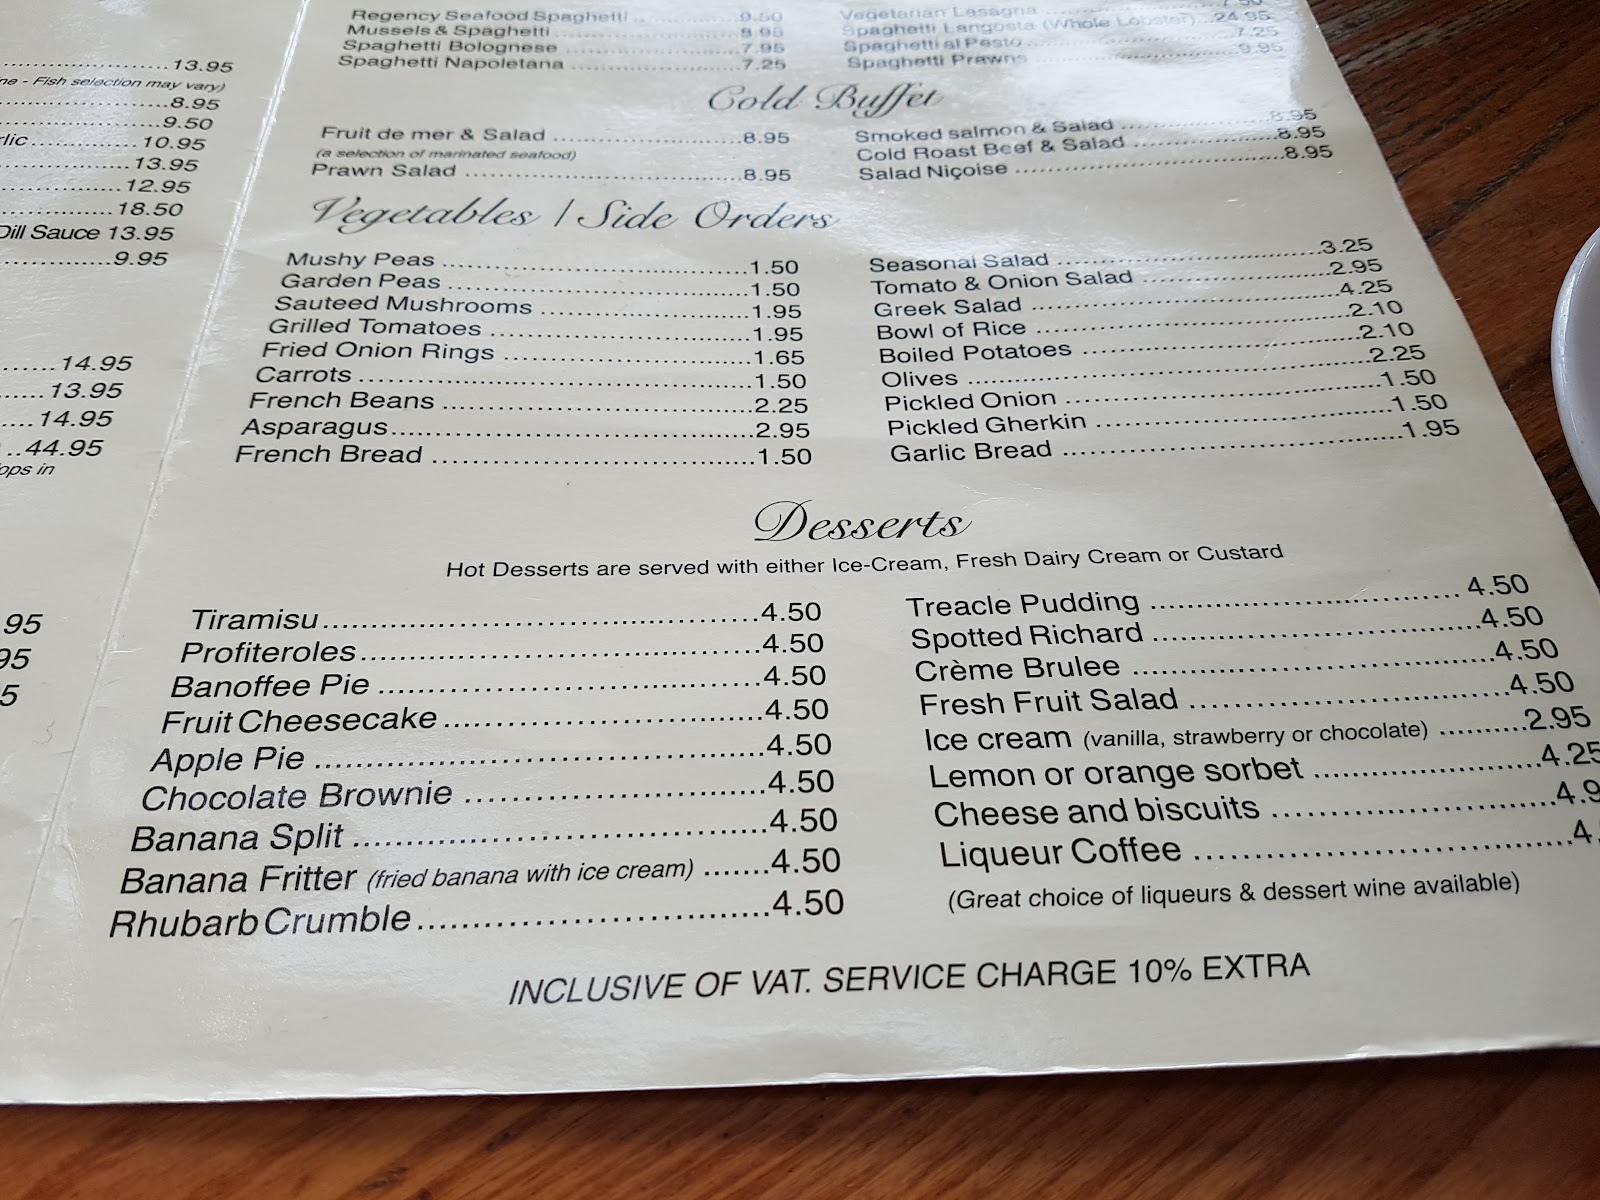 13.95
- Fish selection may vary)
8.95
9.50
10.95
13.95
12.95
18.50
Dill Sauce 13.95
9.95
14.95
13.95
14.95
44.95
in
95
95
5
Regency Seafood Spaghetti 9.50
Mussels & Spaghetti 8.95
Spaghetti Bolognese 7.95
Spaghetti Napoletana 7.25
Vegetarian Lasagna 7.50
Spaghetti Langosta (Whole Lobster) 24.95
Spaghetti al Pesto 7.25
Spaghetti Prawns 9.95
Cold Buffet
Fruit de mer & Salad 8.95
(a selection of marinated seafood)
Prawn Salad 8.95
Smoked salmon & Salad 8.95
Cold Roast Beef & Salad 8.95
Salad Niçoise 8.95
Vegetables / Side Orders
Mushy Peas 1.50
Garden Peas 1.50
Sauteed Mushrooms 1.95
Grilled Tomatoes 1.95
Fried Onion Rings 1.65
Carrots 1.50
French Beans 2.25
Asparagus 2.95
French Bread 1.50
Seasonal Salad 3.25
Tomato & Onion Salad 2.95
Greek Salad 4.25
Bowl of Rice 2.10
Boiled Potatoes 2.10
Olives 2.25
Pickled Onion 1.50
Pickled Gherkin 1.50
Garlic Bread 1.95
Desserts
Hot Desserts are served with either Ice-Cream, Fresh Dairy Cream or Custard
Tiramisu 4.50
Profiteroles 4.50
Banoffee Pie 4.50
Fruit Cheesecake 4.50
Apple Pie 4.50
Chocolate Brownie 4.50
Banana Split 4.50
Banana Fritter (fried banana with ice cream) 4.50
Rhubarb Crumble 4.50
Treacle Pudding 4.50
Spotted Richard 4.50
Crème Brulee 4.50
Fresh Fruit Salad 4.50
Ice cream (vanilla, strawberry or chocolate) 2.95
Lemon or orange sorbet 4.25
Cheese and biscuits 4.9
Liqueur Coffee 4.
(Great choice of liqueurs & dessert wine available)
INCLUSIVE OF VAT. SERVICE CHARGE 10% EXTRA